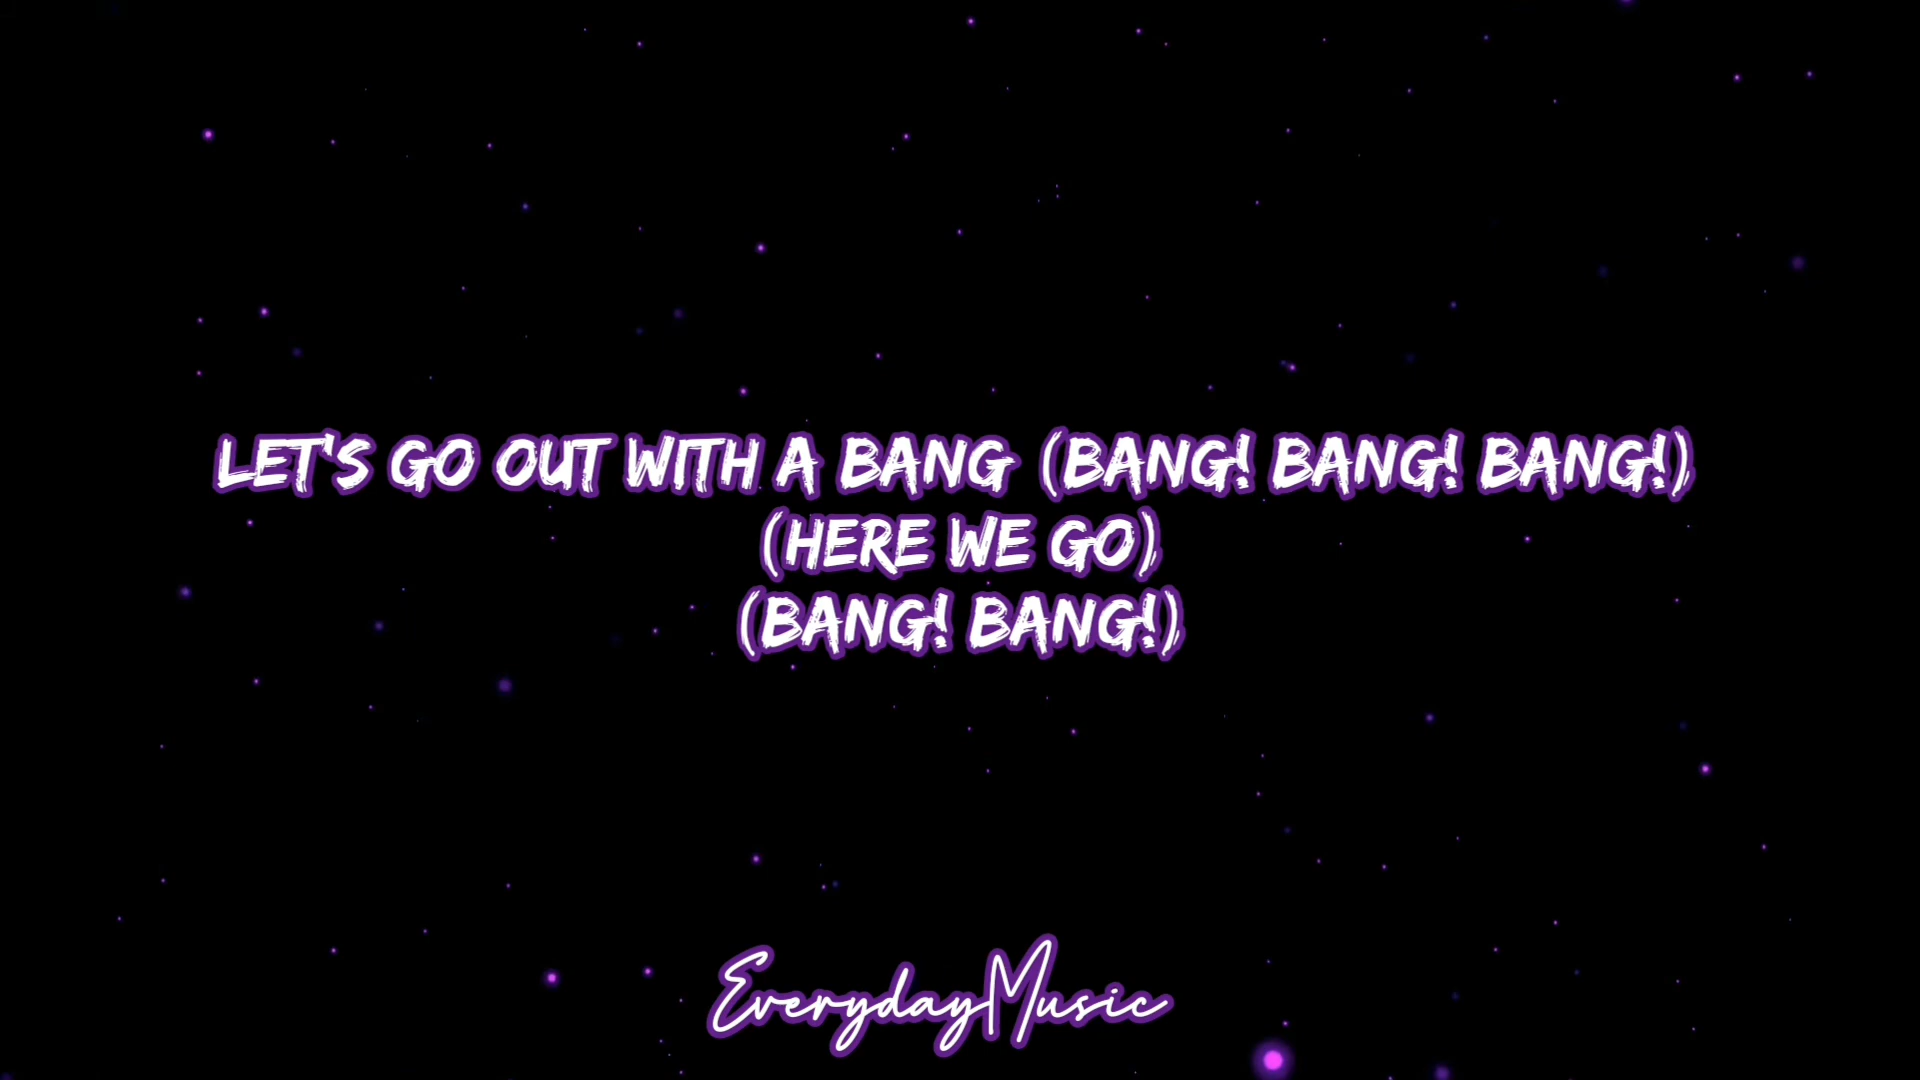 LET'S GO OUT WITH A BANG (BANG! BANG! BANG!)
(HERE WE GO)
(BANG! BANG!)
EverydayMusic